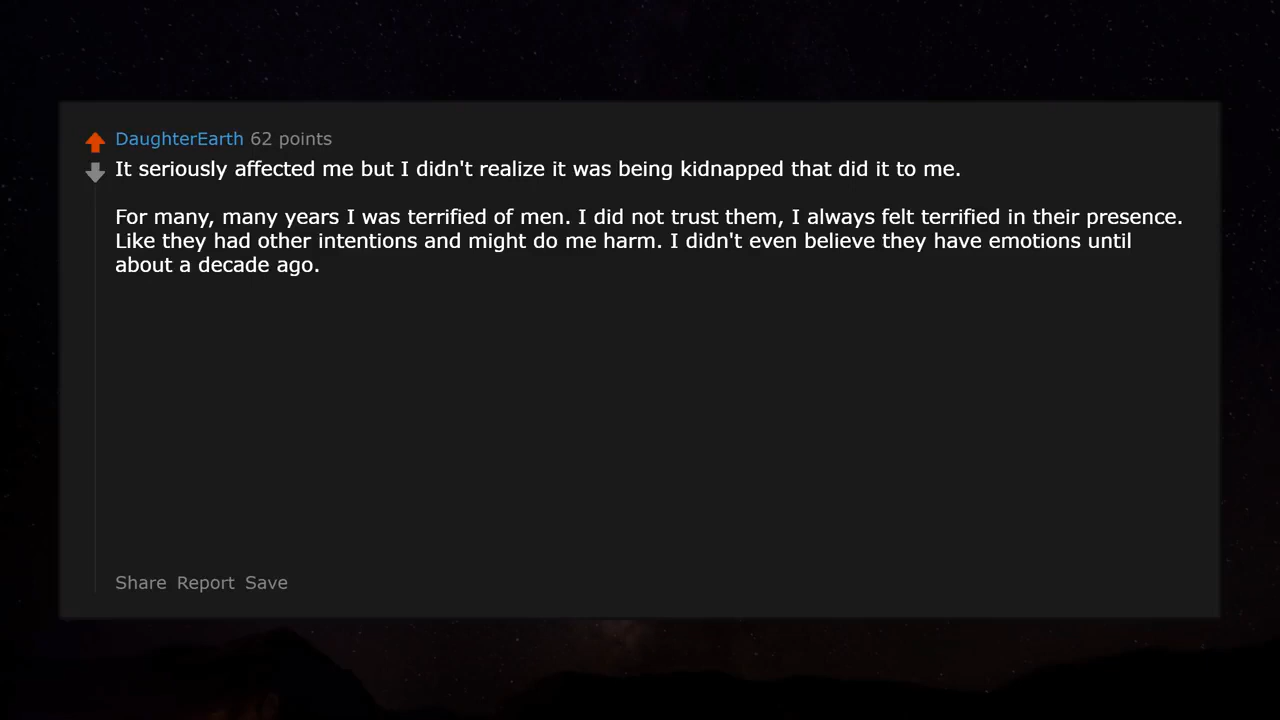 DaughterEarth 62 points
It seriously affected me but I didn't realize it was being kidnapped that did it to me.
For many, many years I was terrified of men. I did not trust them, I always felt terrified in their presence.
Like they had other intentions and might do me harm. I didn't even believe they have emotions until
about a decade ago.
Share Report Save